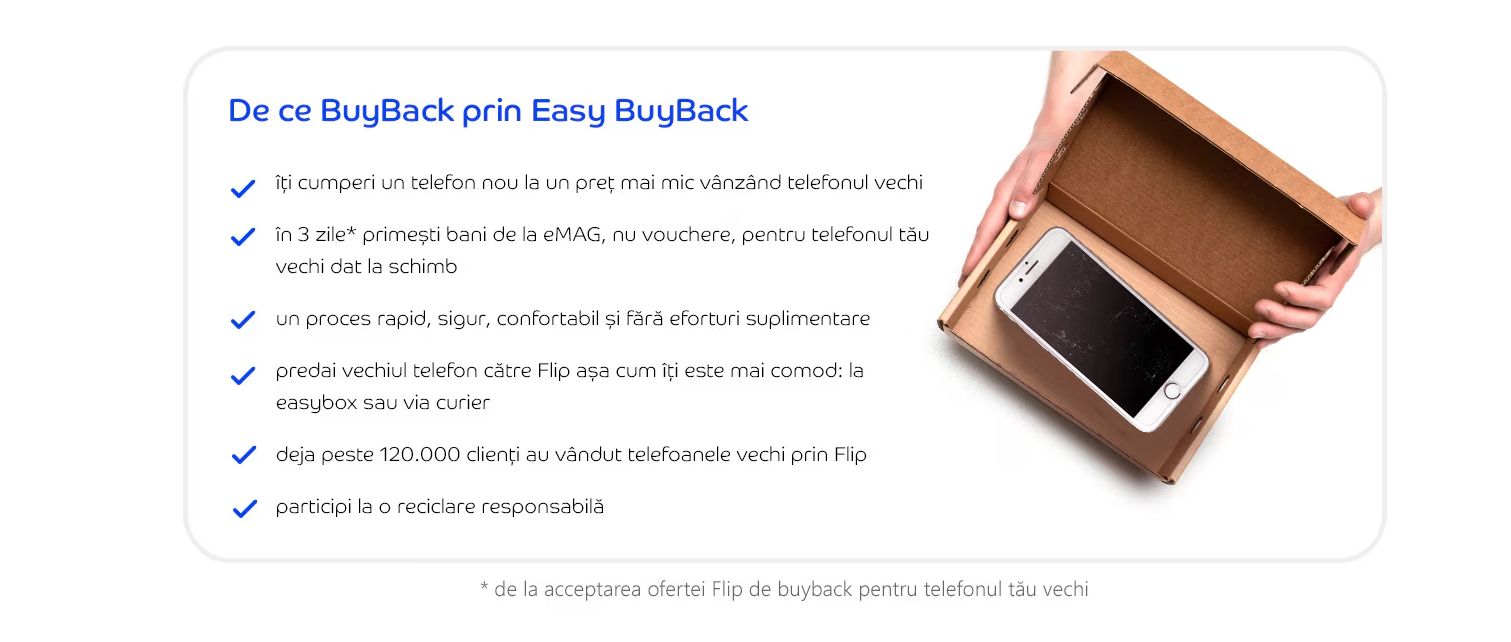 De ce BuyBack prin Easy BuyBack
îți cumperi un telefon nou la un preț mai mic vânzând telefonul vechi
în 3 zile* primești bani de la eMAG, nu vouchere, pentru telefonul tău
vechi dat la schimb
un proces rapid, sigur, confortabil și fără eforturi suplimentare
predai vechiul telefon către Flip așa cum îți este mai comod: la
easybox sau via curier
deja peste 120.000 clienți au vândut telefoanele vechi prin Flip
participi la o reciclare responsabilă
* de la acceptarea ofertei Flip de buyback pentru telefonul tău vechi